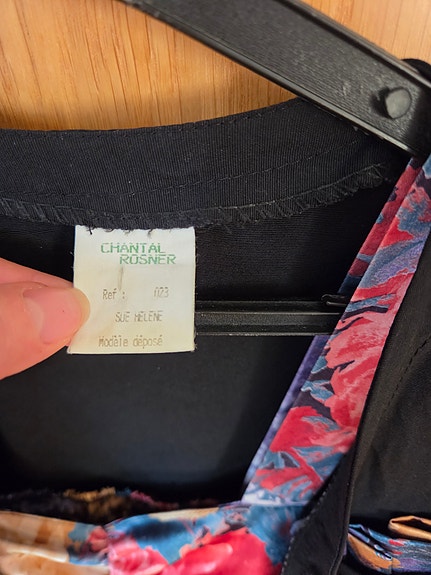 CHANTAL
ROSNER
Ref : 023
SUE HELENE
Modèle déposé